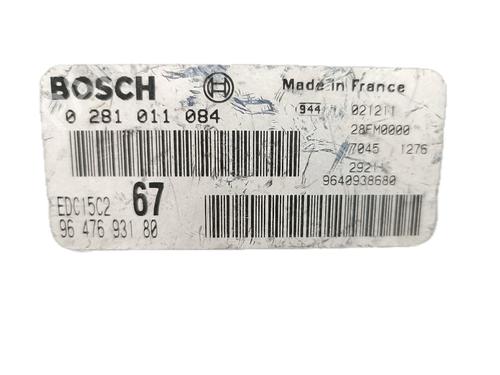 BOSCH
Made in France
0 281 011 084
944 021211
28FM0000
7045 1276
29211
9640938680
EDC15C2 67
96 476 931 80